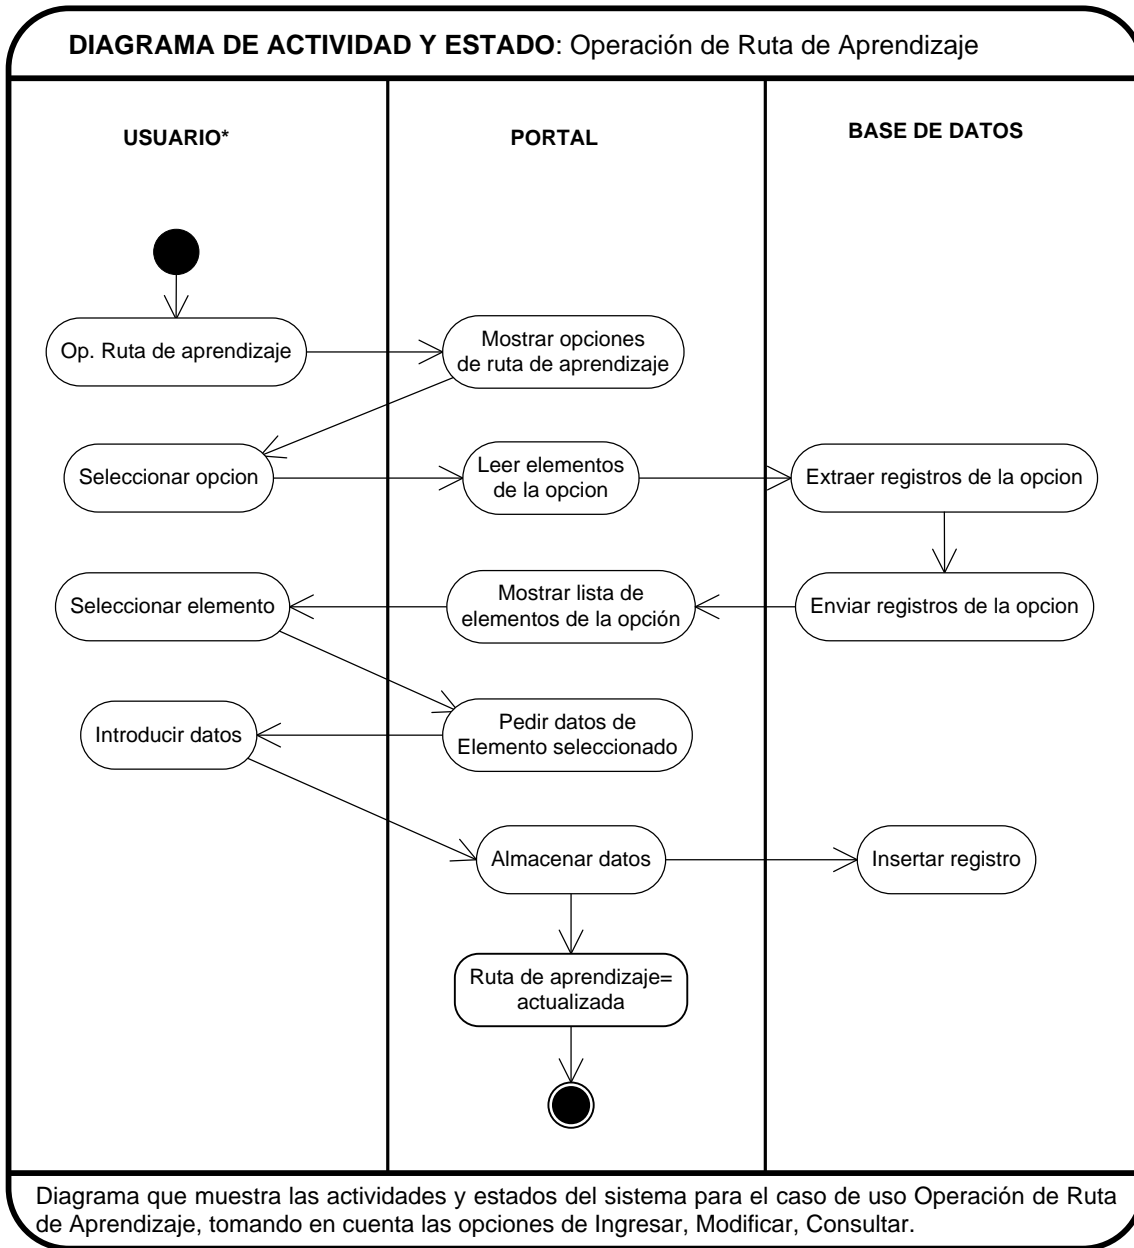 DIAGRAMA DE ACTIVIDAD Y ESTADO: Operación de Ruta de Aprendizaje
USUARIO*
PORTAL
BASE DE DATOS
Op. Ruta de aprendizaje
Mostrar opciones
de ruta de aprendizaje
Seleccionar opcion
Leer elementos
de la opcion
Extraer registros de la opcion
Seleccionar elemento
Mostrar lista de
elementos de la opción
Enviar registros de la opcion
Introducir datos
Pedir datos de
Elemento seleccionado
Almacenar datos
Insertar registro
Ruta de aprendizaje=
actualizada
Diagrama que muestra las actividades y estados del sistema para el caso de uso Operación de Ruta
de Aprendizaje, tomando en cuenta las opciones de Ingresar, Modificar, Consultar.